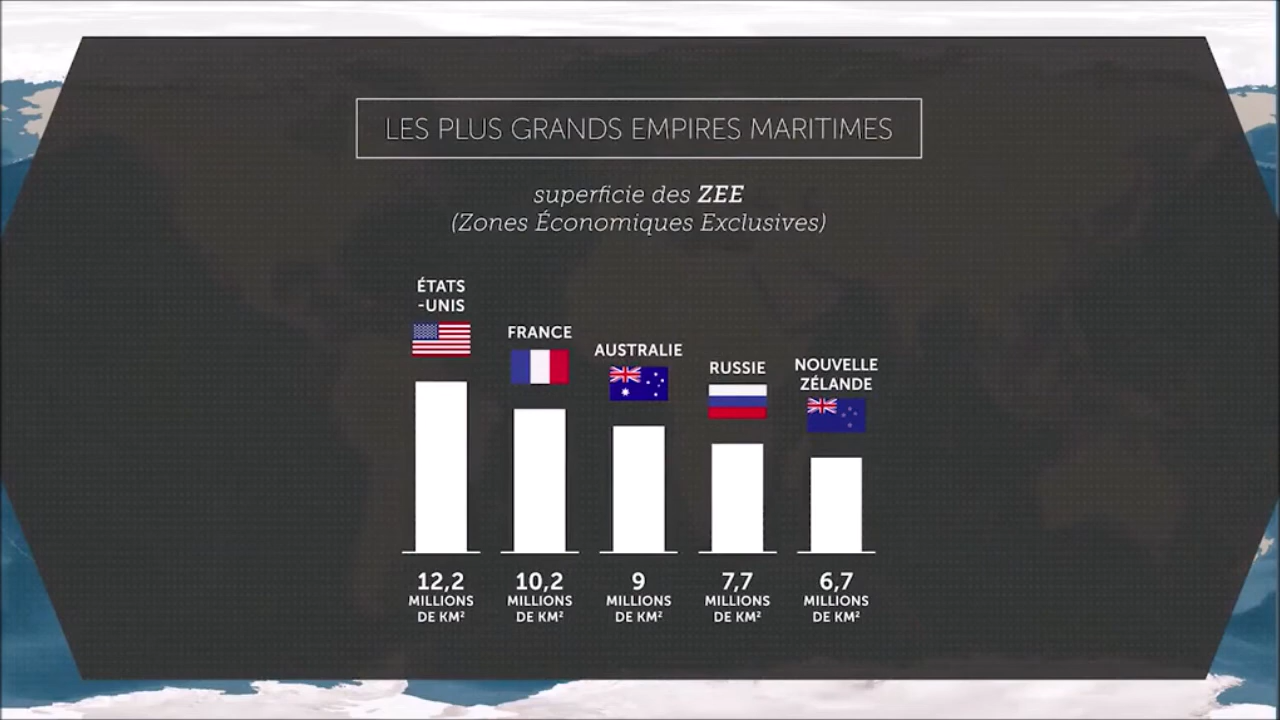 LES PLUS GRANDS EMPIRES MARITIMES
superficie des ZEE
(Zones Économiques Exclusives)
ÉTATS
-UNIS
FRANCE
AUSTRALIE
RUSSIE
NOUVELLE
ZÉLANDE
12,2
MILLIONS
DE KM²
10,2
MILLIONS
DE KM²
9
MILLIONS
DE KM²
7,7
MILLIONS
DE KM²
6,7
MILLIONS
DE KM²